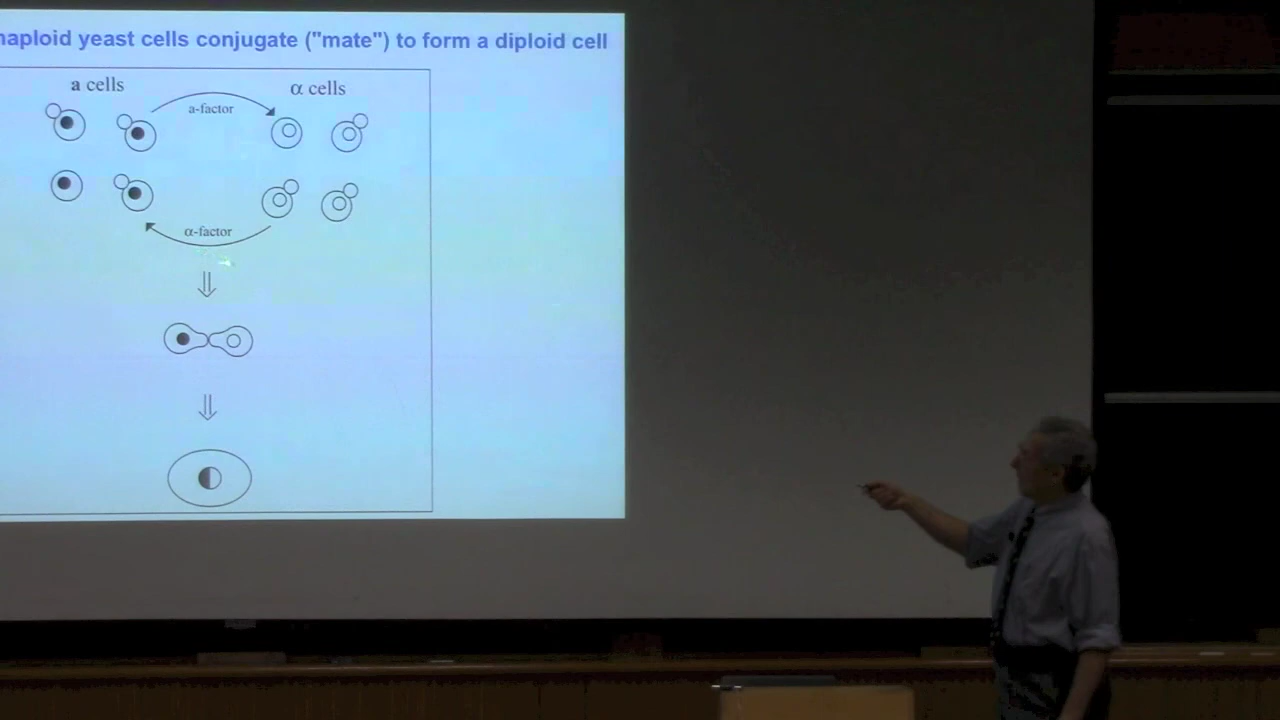 haploid yeast cells conjugate ("mate") to form a diploid cell
a cells
α cells
a-factor
α-factor